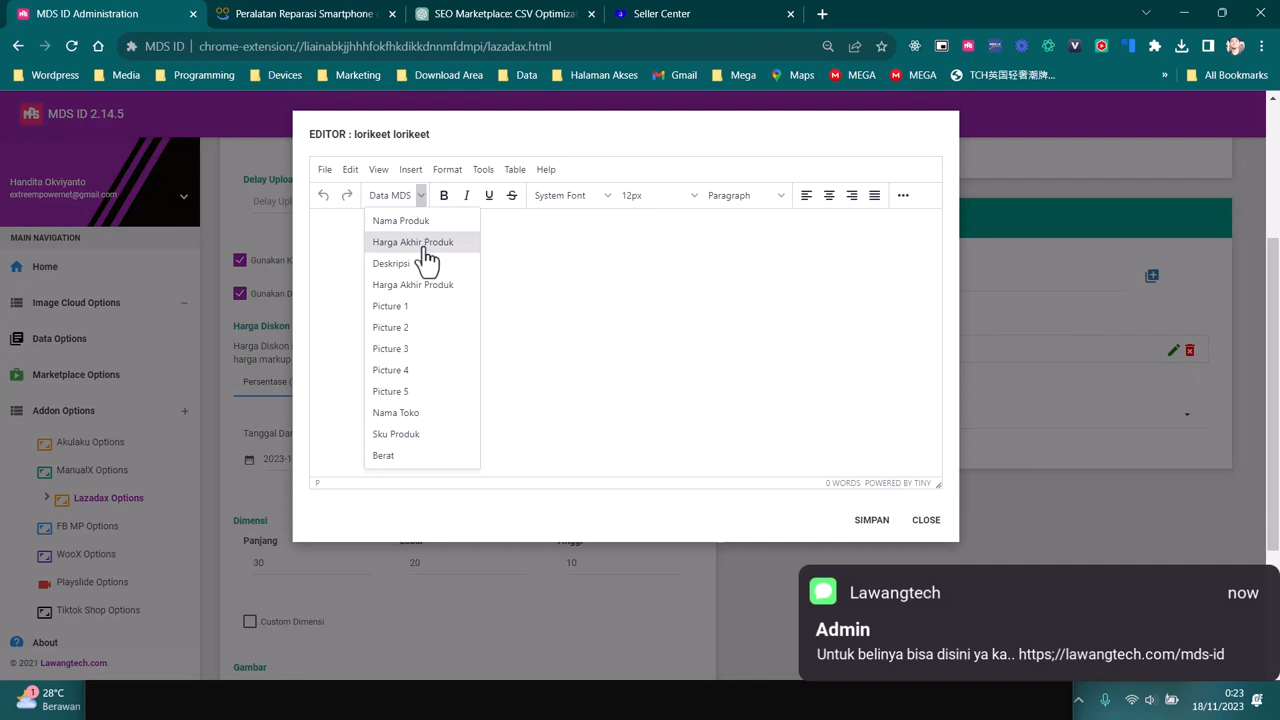 MDS ID Administration
Peralatan Reparasi Smartphone
SEO Marketplace: CSV Optimiza
Seller Center
MDS ID
chrome-extension://liainabkjjhhhfokfhkdikkdnnmfdmpi/lazadax.html
Wordpress
Media
Programming
Devices
Marketing
Download Area
Data
Halaman Akses
Gmail
Mega
Maps
MEGA
MEGA
TCH英国轻奢潮牌...
»
All Bookmarks
MDS ID 2.14.5
Handita Okviyanto
extreempowernet@gmail.com
MAIN NAVIGATION
Home
Image Cloud Options
Data Options
Marketplace Options
Addon Options
Akulaku Options
ManualX Options
Lazadax Options
FB MP Options
WooX Options
Playslide Options
Tiktok Shop Options
About
© 2021 Lawangtech.com.
Delay Uplo
Delay Upl
Gunakan K
Gunakan D
Harga Diskon
Harga Diskon
harga markup
Persentase (
Tanggal Dar
2023-1
Dimensi
Panjang
Lebar
Tinggi
30
20
10
Custom Dimensi
Gambar
EDITOR : lorikeet lorikeet
File
Edit
View
Insert
Format
Tools
Table
Help
Data MDS
B
I
U
S
System Font
12px
Paragraph
Nama Produk
Harga Akhir Produk
Deskripsi
Harga Akhir Produk
Picture 1
Picture 2
Picture 3
Picture 4
Picture 5
Nama Toko
Sku Produk
Berat
P
0 WORDS
POWERED BY TINY
SIMPAN
CLOSE
Lawangtech
now
Admin
Untuk belinya bisa disini ya ka.. https;//lawangtech.com/mds-id
1
28°C
Berawan
0:23
18/11/2023